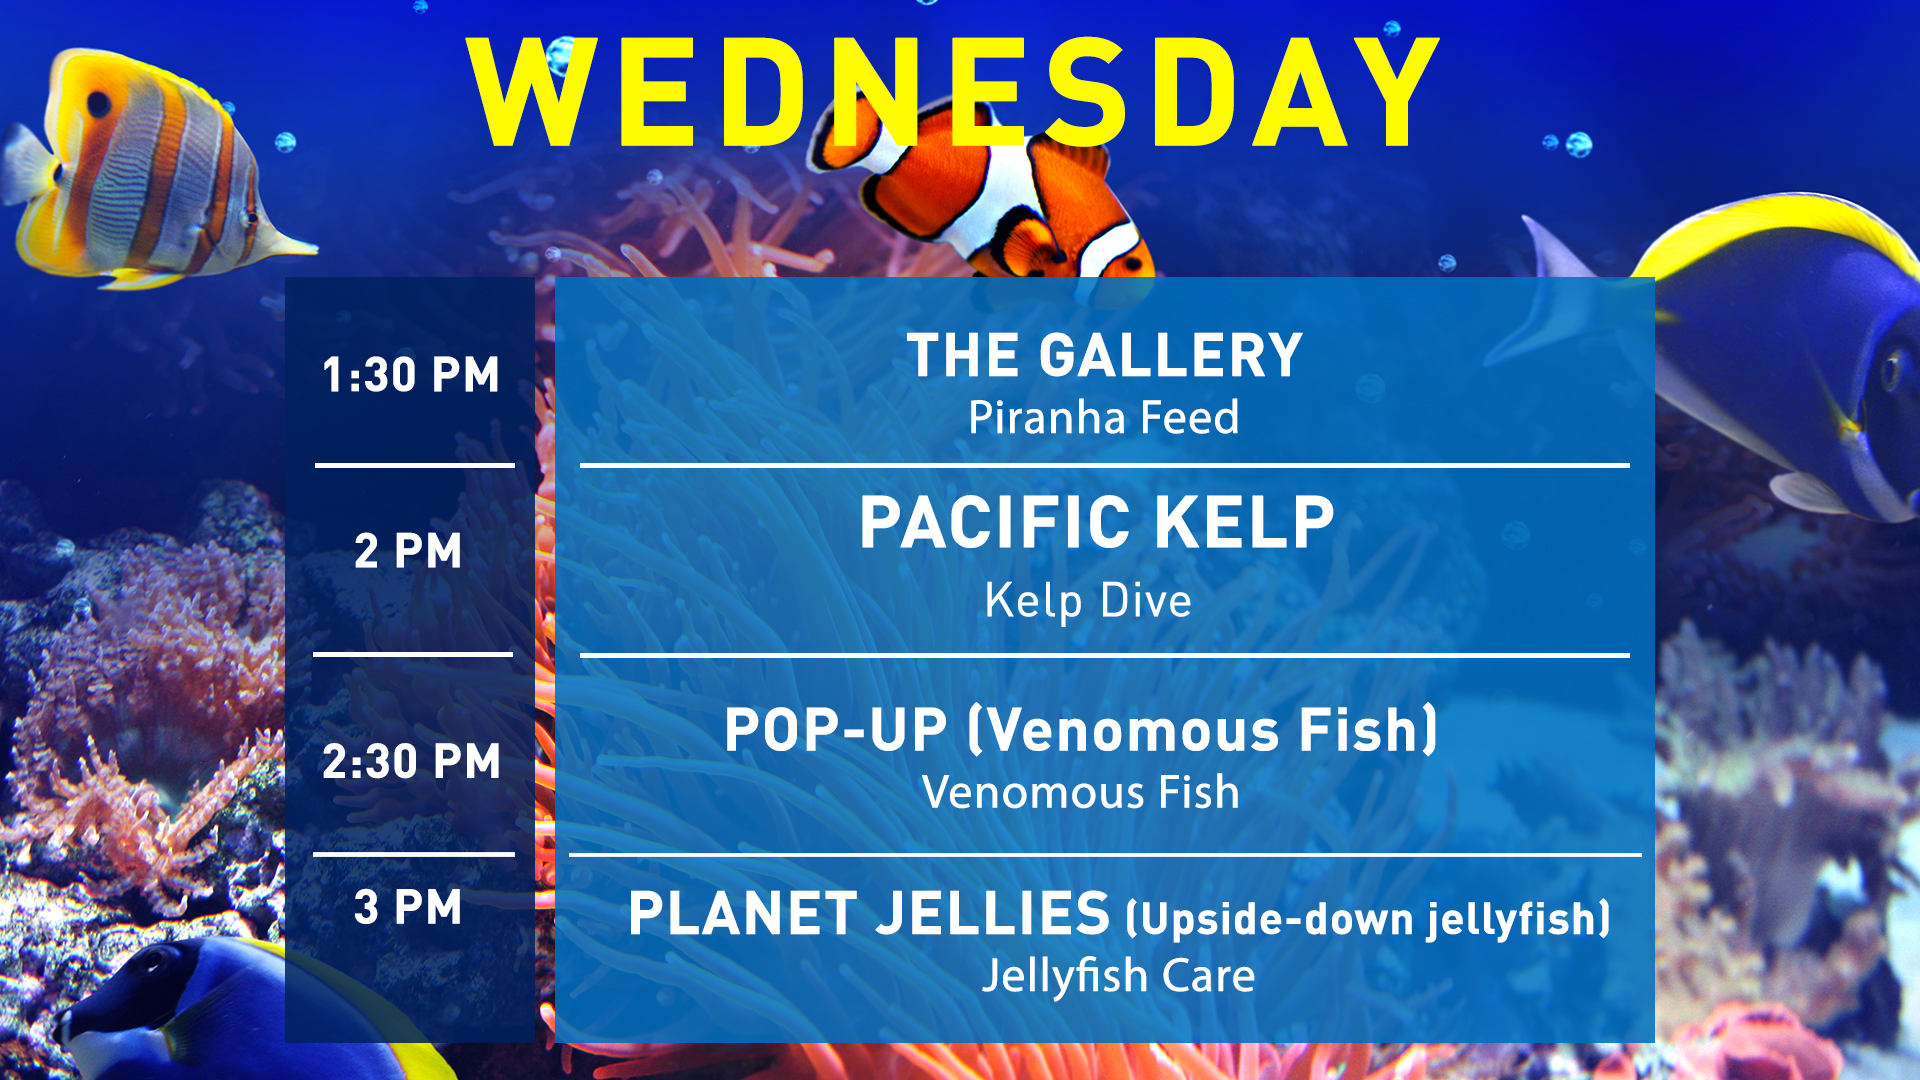 WEDNESDAY
1:30 PM
THE GALLERY
Piranha Feed
2 PM
PACIFIC KELP
Kelp Dive
2:30 PM
POP-UP (Venomous Fish)
Venomous Fish
3 PM
PLANET JELLIES (Upside-down jellyfish)
Jellyfish Care